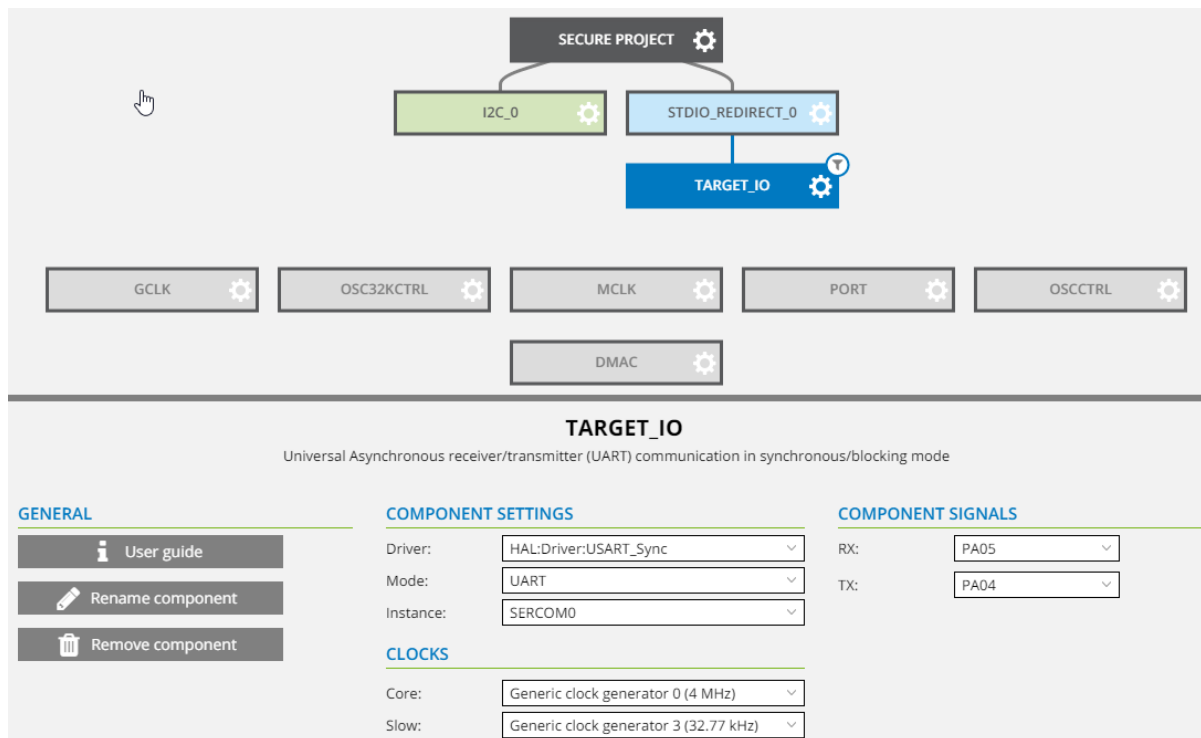 SECURE PROJECT
I2C_0
STDIO_REDIRECT_0
TARGET_IO
GCLK
OSC32KCTRL
MCLK
PORT
OSCCTRL
DMAC
TARGET_IO
Universal Asynchronous receiver/transmitter (UART) communication in synchronous/blocking mode
GENERAL
User guide
Rename component
Remove component
COMPONENT SETTINGS
Driver: HAL:Driver:USART_Sync
Mode: UART
Instance: SERCOM0
CLOCKS
Core: Generic clock generator 0 (4 MHz)
Slow: Generic clock generator 3 (32.77 kHz)
COMPONENT SIGNALS
RX: PA05
TX: PA04